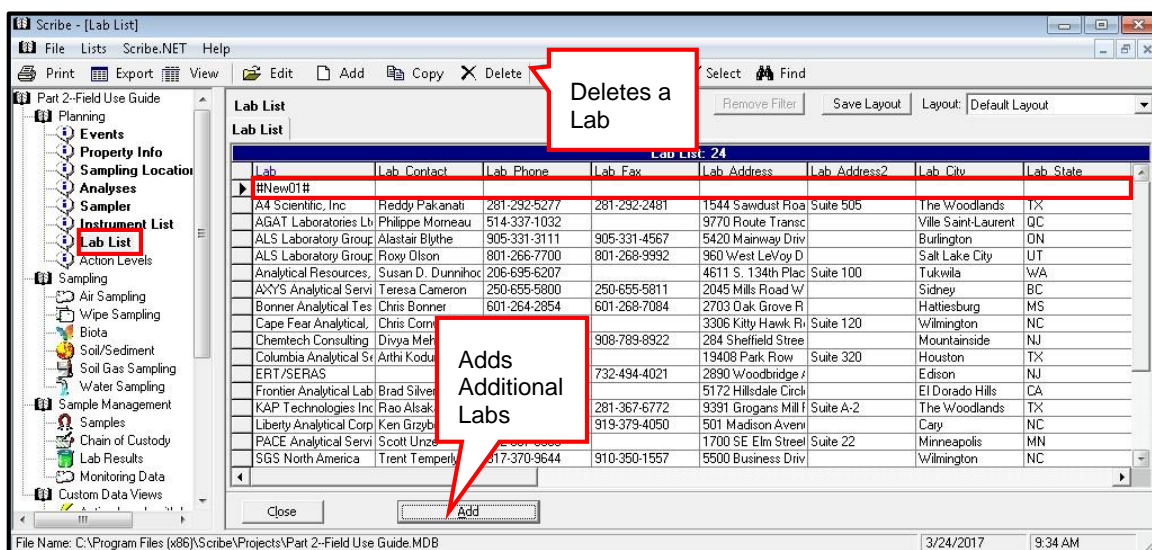 Scribe - [Lab List]
File Lists Scribe.NET Help
Print Export View Edit Add Copy Delete Select Find
Part 2--Field Use Guide
Planning
Events
Property Info
Sampling Location
Analyses
Sampler
Instrument List
Lab List
Action Levels
Sampling
Air Sampling
Wipe Sampling
Biota
Soil/Sediment
Soil Gas Sampling
Water Sampling
Sample Management
Samples
Chain of Custody
Lab Results
Monitoring Data
Custom Data Views
Deletes a
Lab
Lab List Remove Filter Save Layout Layout: Default Layout
Lab List
Lab List: 24
Lab Lab Contact Lab Phone Lab Fax Lab Address Lab Address2 Lab City Lab State
#New01#
A4 Scientific, Inc Reddy Pakanati 281-292-5277 281-292-2481 1544 Sawdust Roa Suite 505 The Woodlands TX
AGAT Laboratories Lt Philippe Morneau 514-337-1032 9770 Route Transc Ville Saint-Laurent QC
ALS Laboratory Group Alastair Blythe 905-331-3111 905-331-4567 5420 Mainway Driv Burlington ON
ALS Laboratory Group Roxy Olson 801-266-7700 801-268-9992 960 West LeVoy D Salt Lake City UT
Analytical Resources, Susan D. Dunnihoo 206-695-6207 4611 S. 134th Plac Suite 100 Tukwila WA
AXYS Analytical Servi Teresa Cameron 250-655-5800 250-655-5811 2045 Mills Road W Sidney BC
Bonner Analytical Tes Chris Bonner 601-264-2854 601-268-7084 2703 Oak Grove R Hattiesburg MS
Cape Fear Analytical, Chris 3306 Kitty Hawk R Suite 120 Wilmington NC
Chemtech Consulting Divya Meh 908-789-8922 284 Sheffield Stree Mountainside NJ
Columbia Analytical Se Arthi Kodu 19408 Park Row Suite 320 Houston TX
ERT/SERAS 732-494-4021 2890 Woodbridge Edison NJ
Frontier Analytical Lab Brad Silver 5172 Hillsdale Circl El Dorado Hills CA
KAP Technologies Inc Rao Alsak 281-367-6772 9391 Grogans Mill Suite A-2 The Woodlands TX
Liberty Analytical Corp Ken Grzyb 919-379-4050 501 Madison Aven Cary NC
PACE Analytical Servi Scott Unze 1700 SE Elm Street Suite 22 Minneapolis MN
SGS North America Trent Temperly 817-370-9644 910-350-1557 5500 Business Driv Wilmington NC
Adds
Additional
Labs
Close Add
File Name: C:\Program Files (x86)\Scribe\Projects\Part 2--Field Use Guide.MDB 3/24/2017 9:34 AM